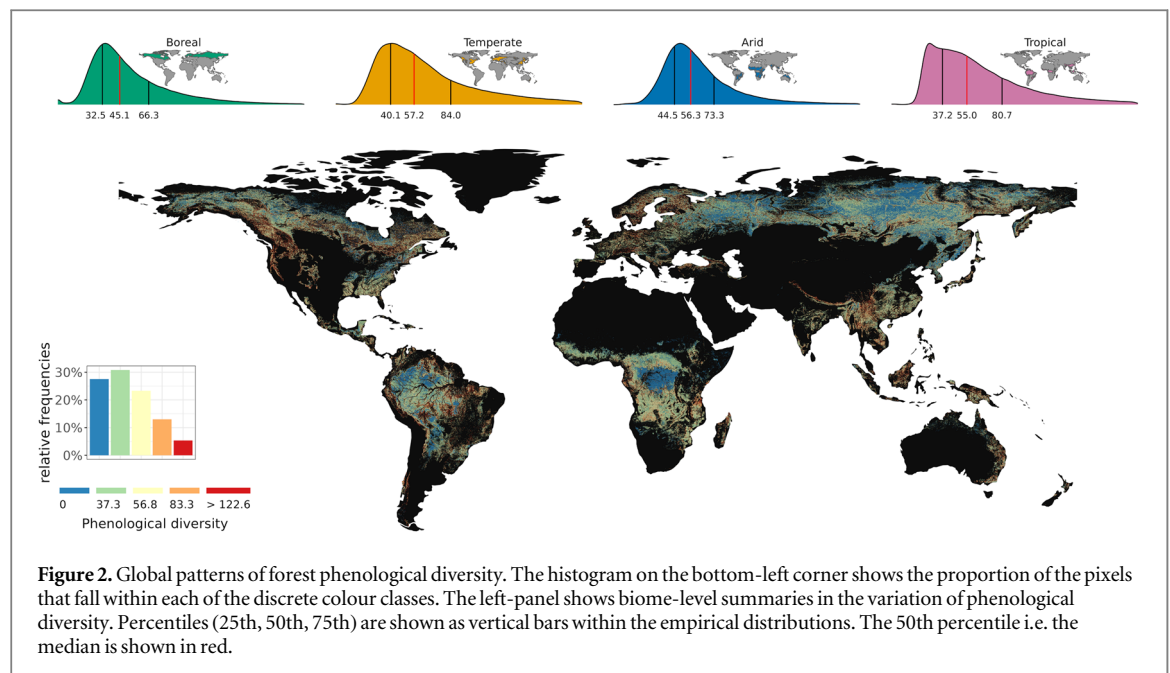 Boreal
Temperate
Arid
Tropical
32.5 45.1 66.3
40.1 57.2 84.0
44.5 56.3 73.3
37.2 55.0 80.7
relative frequencies
30%
20%
10%
0%
0 37.3 56.8 83.3 > 122.6
Phenological diversity
Figure 2. Global patterns of forest phenological diversity. The histogram on the bottom-left corner shows the proportion of the pixels
that fall within each of the discrete colour classes. The left-panel shows biome-level summaries in the variation of phenological
diversity. Percentiles (25th, 50th, 75th) are shown as vertical bars within the empirical distributions. The 50th percentile i.e. the
median is shown in red.